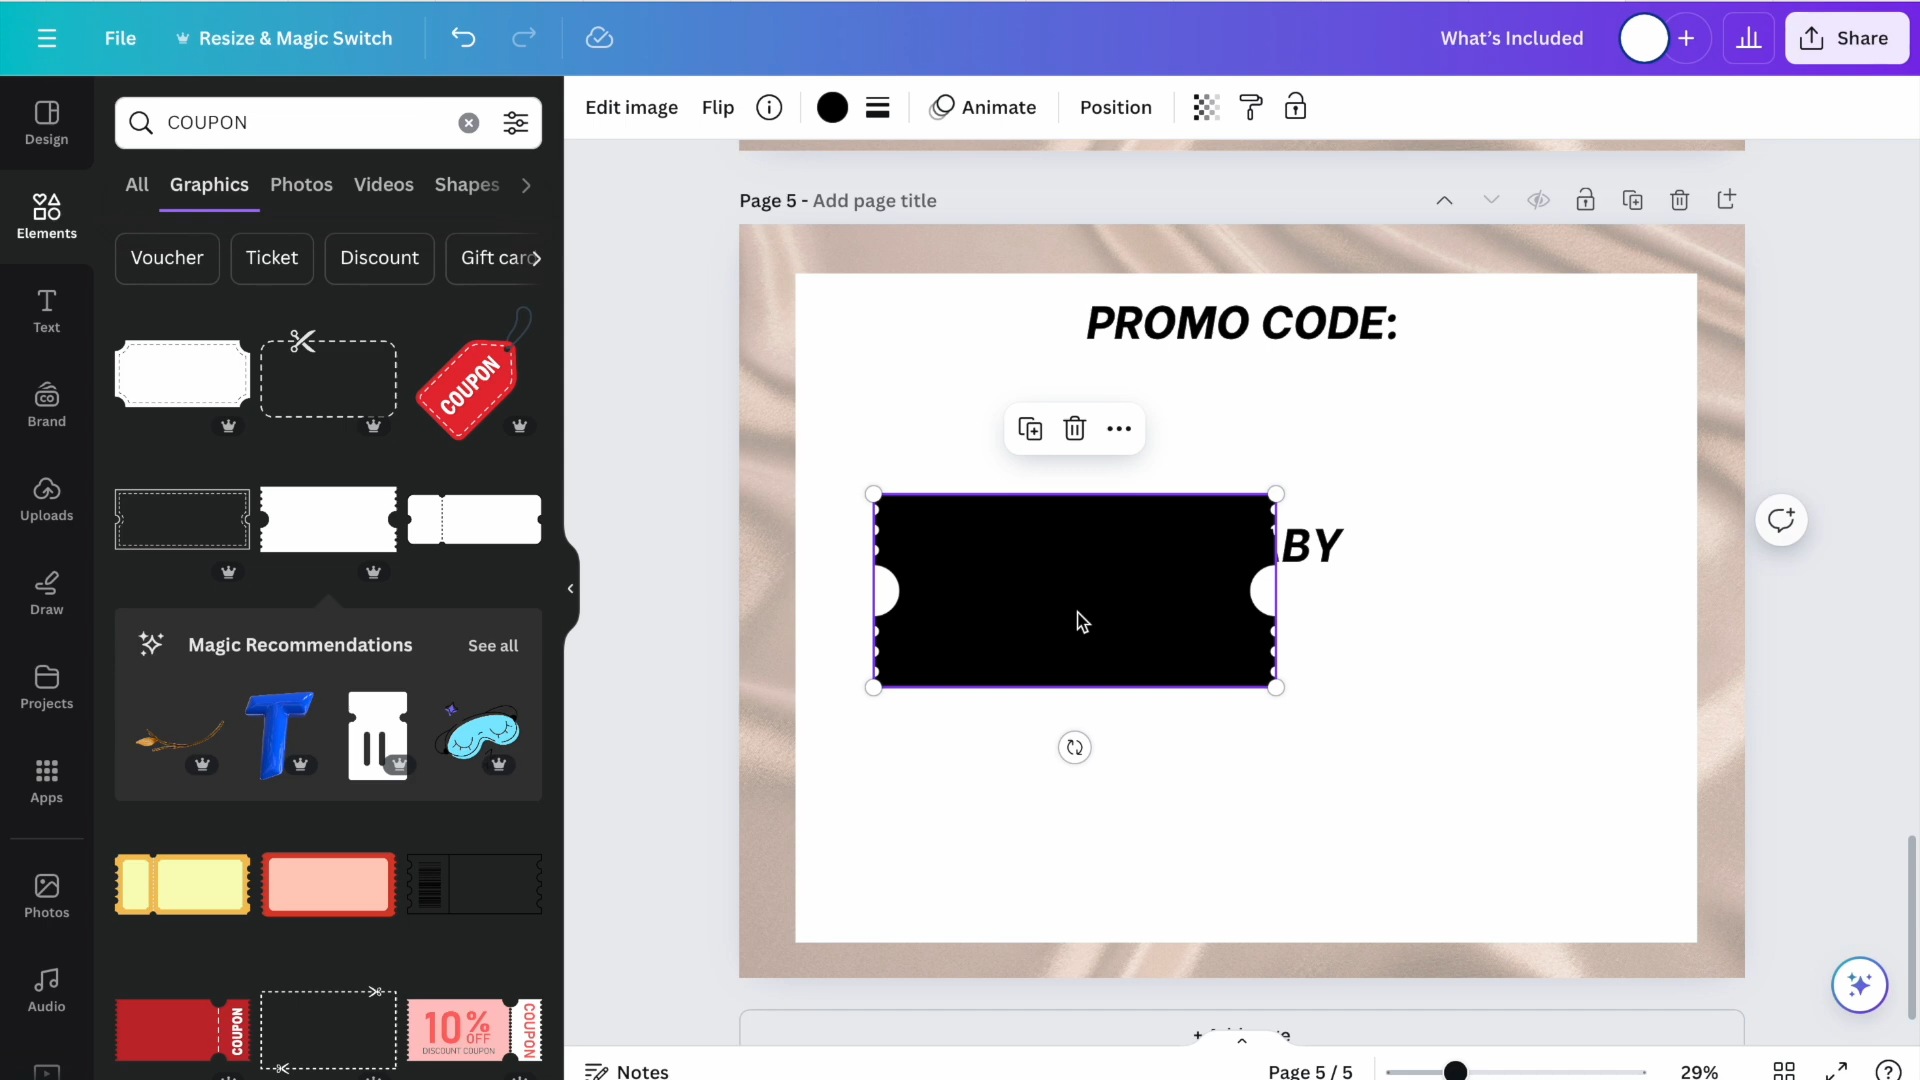 File
Resize & Magic Switch
What's Included
Share
Design
Elements
Text
Brand
Uploads
Draw
Projects
Apps
Photos
Audio
COUPON
All
Graphics
Photos
Videos
Shapes
Voucher
Ticket
Discount
Gift card
COUPON
Magic Recommendations
See all
T
COUPON
10%
OFF
DISCOUNT COUPON
COUPON
Edit image
Flip
Animate
Position
Page 5 - Add page title
PROMO CODE:
BY
Notes
Page 5 / 5
29%